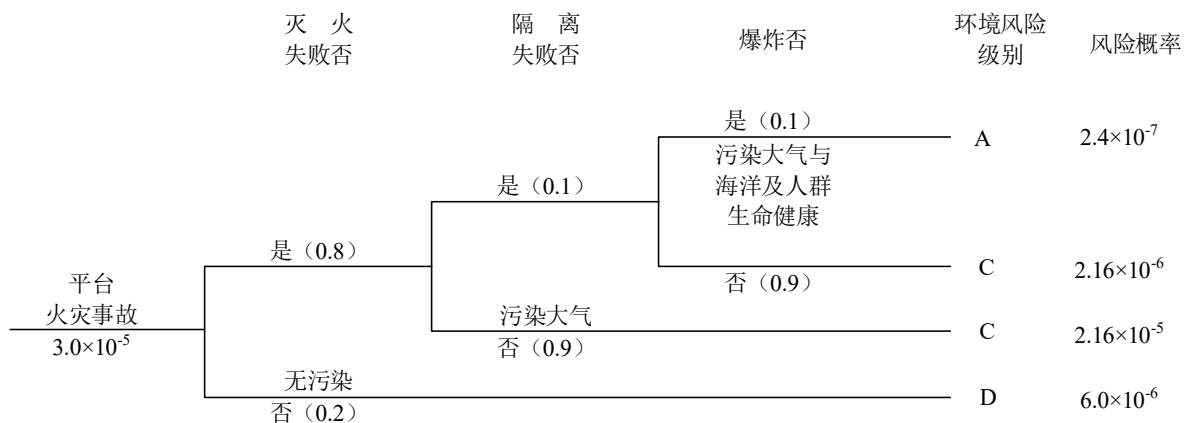 灭 火
失败否
隔 离
失败否
爆炸否
环境风险
级别
风险概率
是（0.1）
污染大气与
海洋及人群
生命健康
A
2.4×10-7
是（0.1）
是（0.8）
否（0.9）
C
2.16×10-6
平台
火灾事故
3.0×10-5
污染大气
否（0.9）
C
2.16×10-5
无污染
否（0.2）
D
6.0×10-6